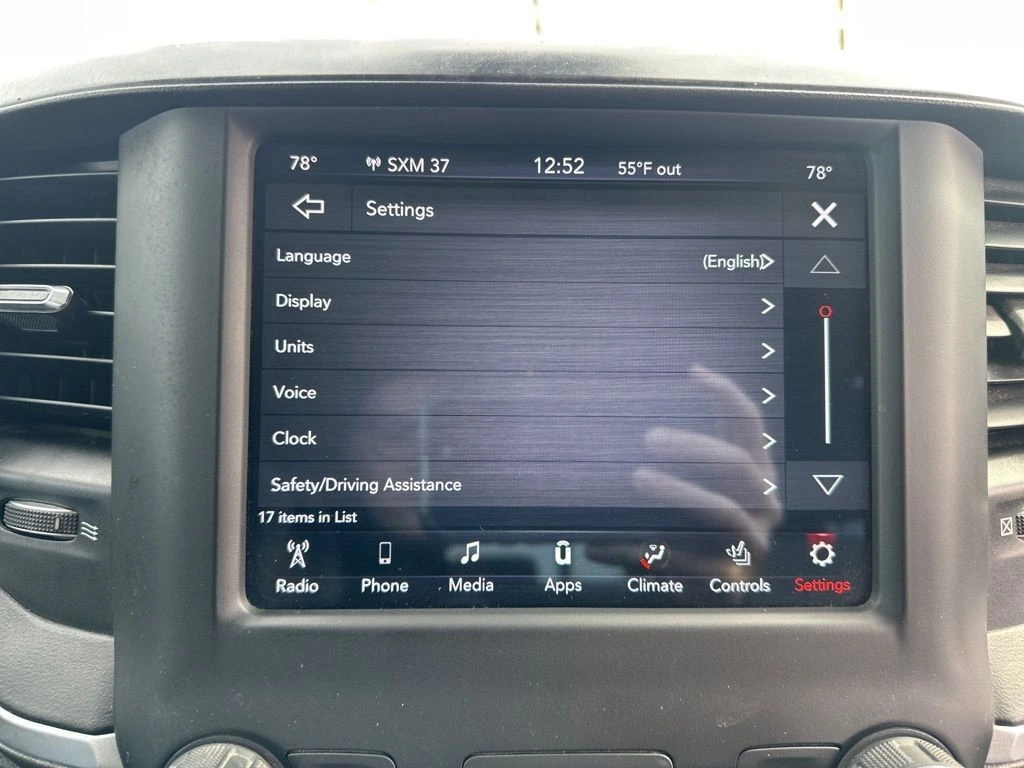 78° SXM 37 12:52 55°F out 78°
Settings
Language (English)
Display
Units
Voice
Clock
Safety/Driving Assistance
17 items in List
Radio Phone Media Apps Climate Controls Settings